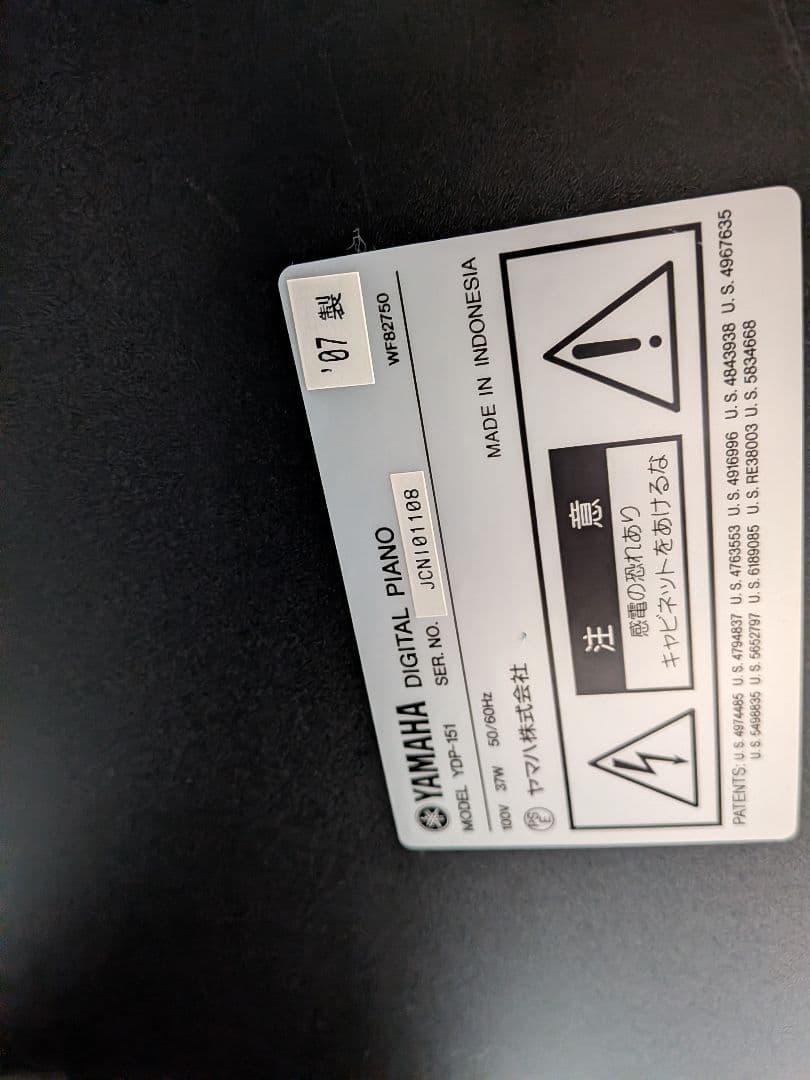 '07 製
YAMAHA DIGITAL PIANO
WF82750
MODEL YDP-151 SER. NO. JCNI01108
100V 37W 50/60Hz
MADE IN INDONESIA
PS
E
ヤマハ株式会社
注意
感電の恐れあり
キャビネットをあけるな
PATENTS: U.S. 4974485 U.S. 4794837 U.S. 4763553 U.S. 4916996 U.S. 4843938 U.S. 4967635
U.S. 5498835 U.S. 5652797 U.S. 6189085 U.S. RE38003 U.S. 5834668